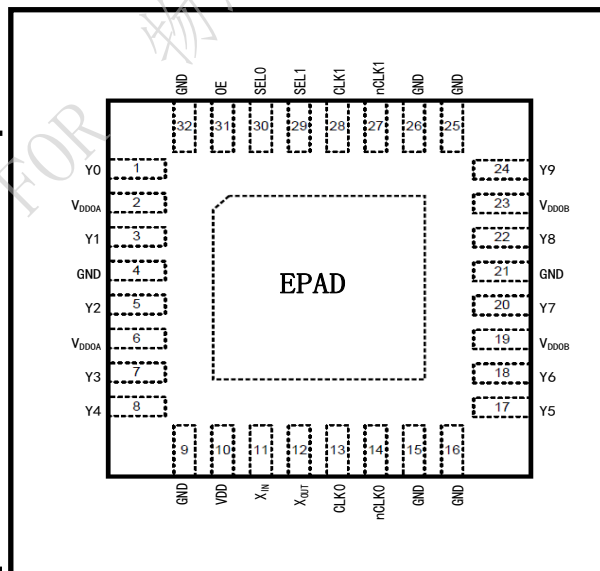 物
FOR
GND OE SEL0 SEL1 CLK1 nCLK1 GND GND
32 31 30 29 28 27 26 25
Y0 1 24 Y9
VDDOA 2 23 VDDOB
Y1 3 22 Y8
GND 4 21 GND
Y2 5 20 Y7
VDDOA 6 19 VDDOB
Y3 7 18 Y6
Y4 8 17 Y5
EPAD
9 10 11 12 13 14 15 16
GND VDD XIN XOUT CLK0 nCLK0 GND GND